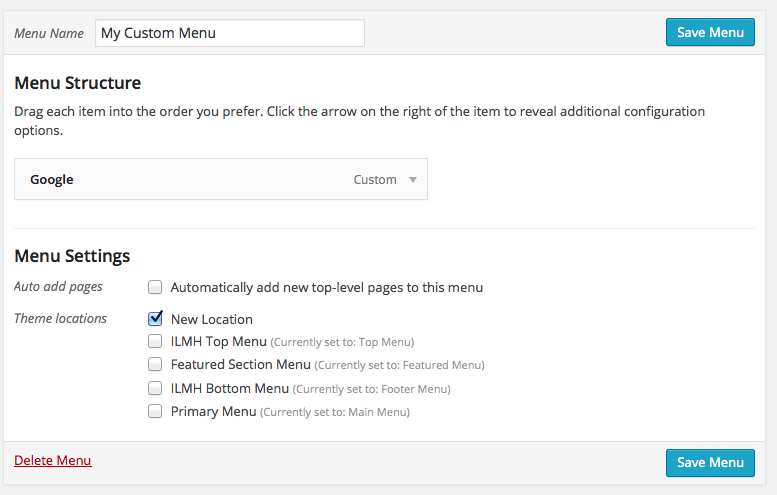 Menu Name My Custom Menu Save Menu
Menu Structure
Drag each item into the order you prefer. Click the arrow on the right of the item to reveal additional configuration
options.
Google Custom
Menu Settings
Auto add pages Automatically add new top-level pages to this menu
Theme locations New Location
ILMH Top Menu (Currently set to: Top Menu)
Featured Section Menu (Currently set to: Featured Menu)
ILMH Bottom Menu (Currently set to: Footer Menu)
Primary Menu (Currently set to: Main Menu)
Delete Menu Save Menu